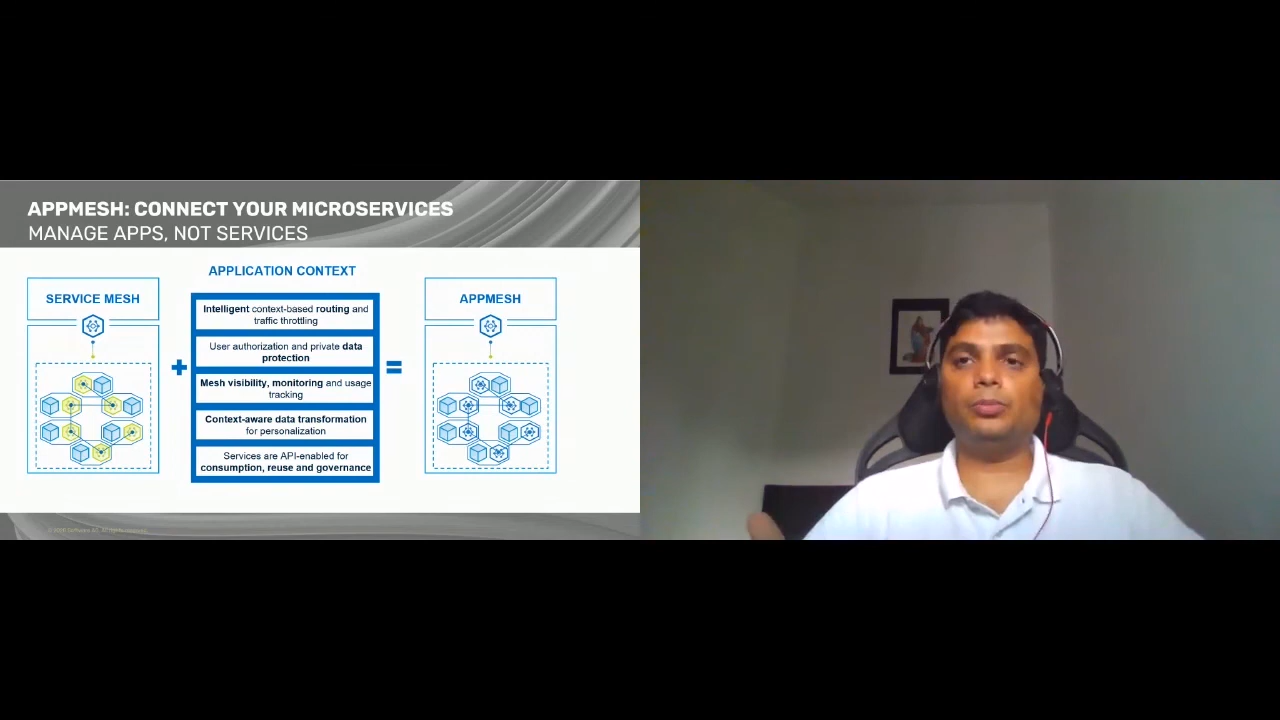 APPMESH: CONNECT YOUR MICROSERVICES
MANAGE APPS, NOT SERVICES
APPLICATION CONTEXT
SERVICE MESH
Intelligent context-based routing and
traffic throttling
User authorization and private data
protection
Mesh visibility, monitoring and usage
tracking
Context-aware data transformation
for personalization
Services are API-enabled for
consumption, reuse and governance
APPMESH